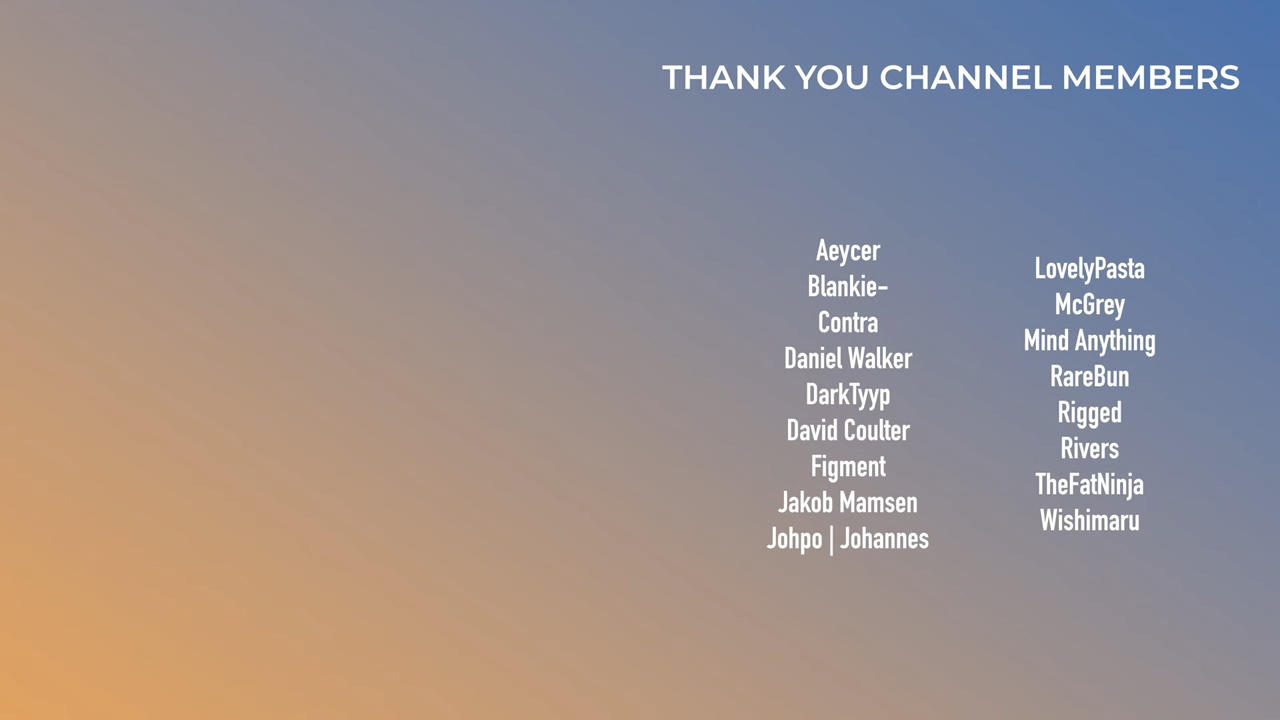 THANK YOU CHANNEL MEMBERS
Aeycer
Blankie-
Contra
Daniel Walker
DarkTyyp
David Coulter
Figment
Jakob Mamsen
Johpo | Johannes
LovelyPasta
McGrey
Mind Anything
RareBun
Rigged
Rivers
TheFatNinja
Wishimaru